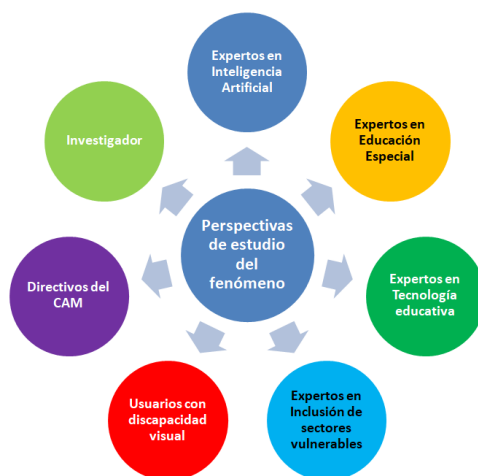 Expertos en
Inteligencia
Artificial
Expertos en
Educación
Especial
Expertos en
Tecnología
educativa
Expertos en
Inclusión de
sectores
vulnerables
Usuarios con
discapacidad
visual
Directivos del
CAM
Investigador
Perspectivas
de estudio
del
fenómeno